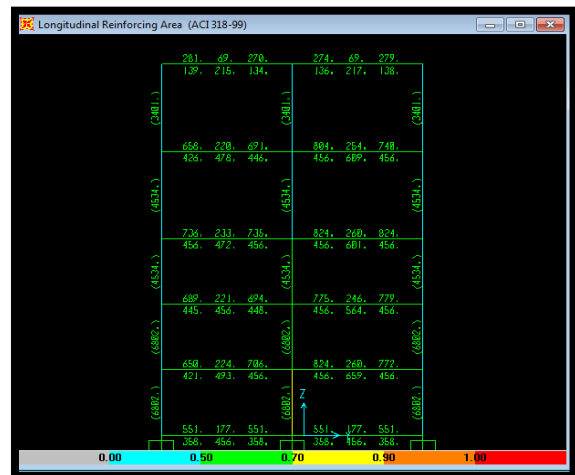 Longitudinal Reinforcing Area (ACI 318-99)
281. 69. 270. 274. 69. 279.
139. 215. 134. 136. 217. 138.
(3401.) (3401.) (3401.)
658. 220. 691. 804. 254. 740.
426. 478. 446. 456. 609. 456.
(4534.) (4534.) (4534.)
736. 233. 735. 824. 260. 824.
456. 472. 456. 456. 601. 456.
(4534.) (4534.) (4534.)
689. 221. 694. 775. 246. 779.
445. 456. 448. 456. 564. 456.
(6802.) (6802.) (6802.)
650. 224. 706. 824. 260. 772.
421. 493. 456. 456. 659. 456.
(6802.) (6802.) (6802.)
Z
551. 177. 551. 551. 177. 551.
358. 456. 358. 358. 456. 358.
0.00 0.50 0.70 0.90 1.00